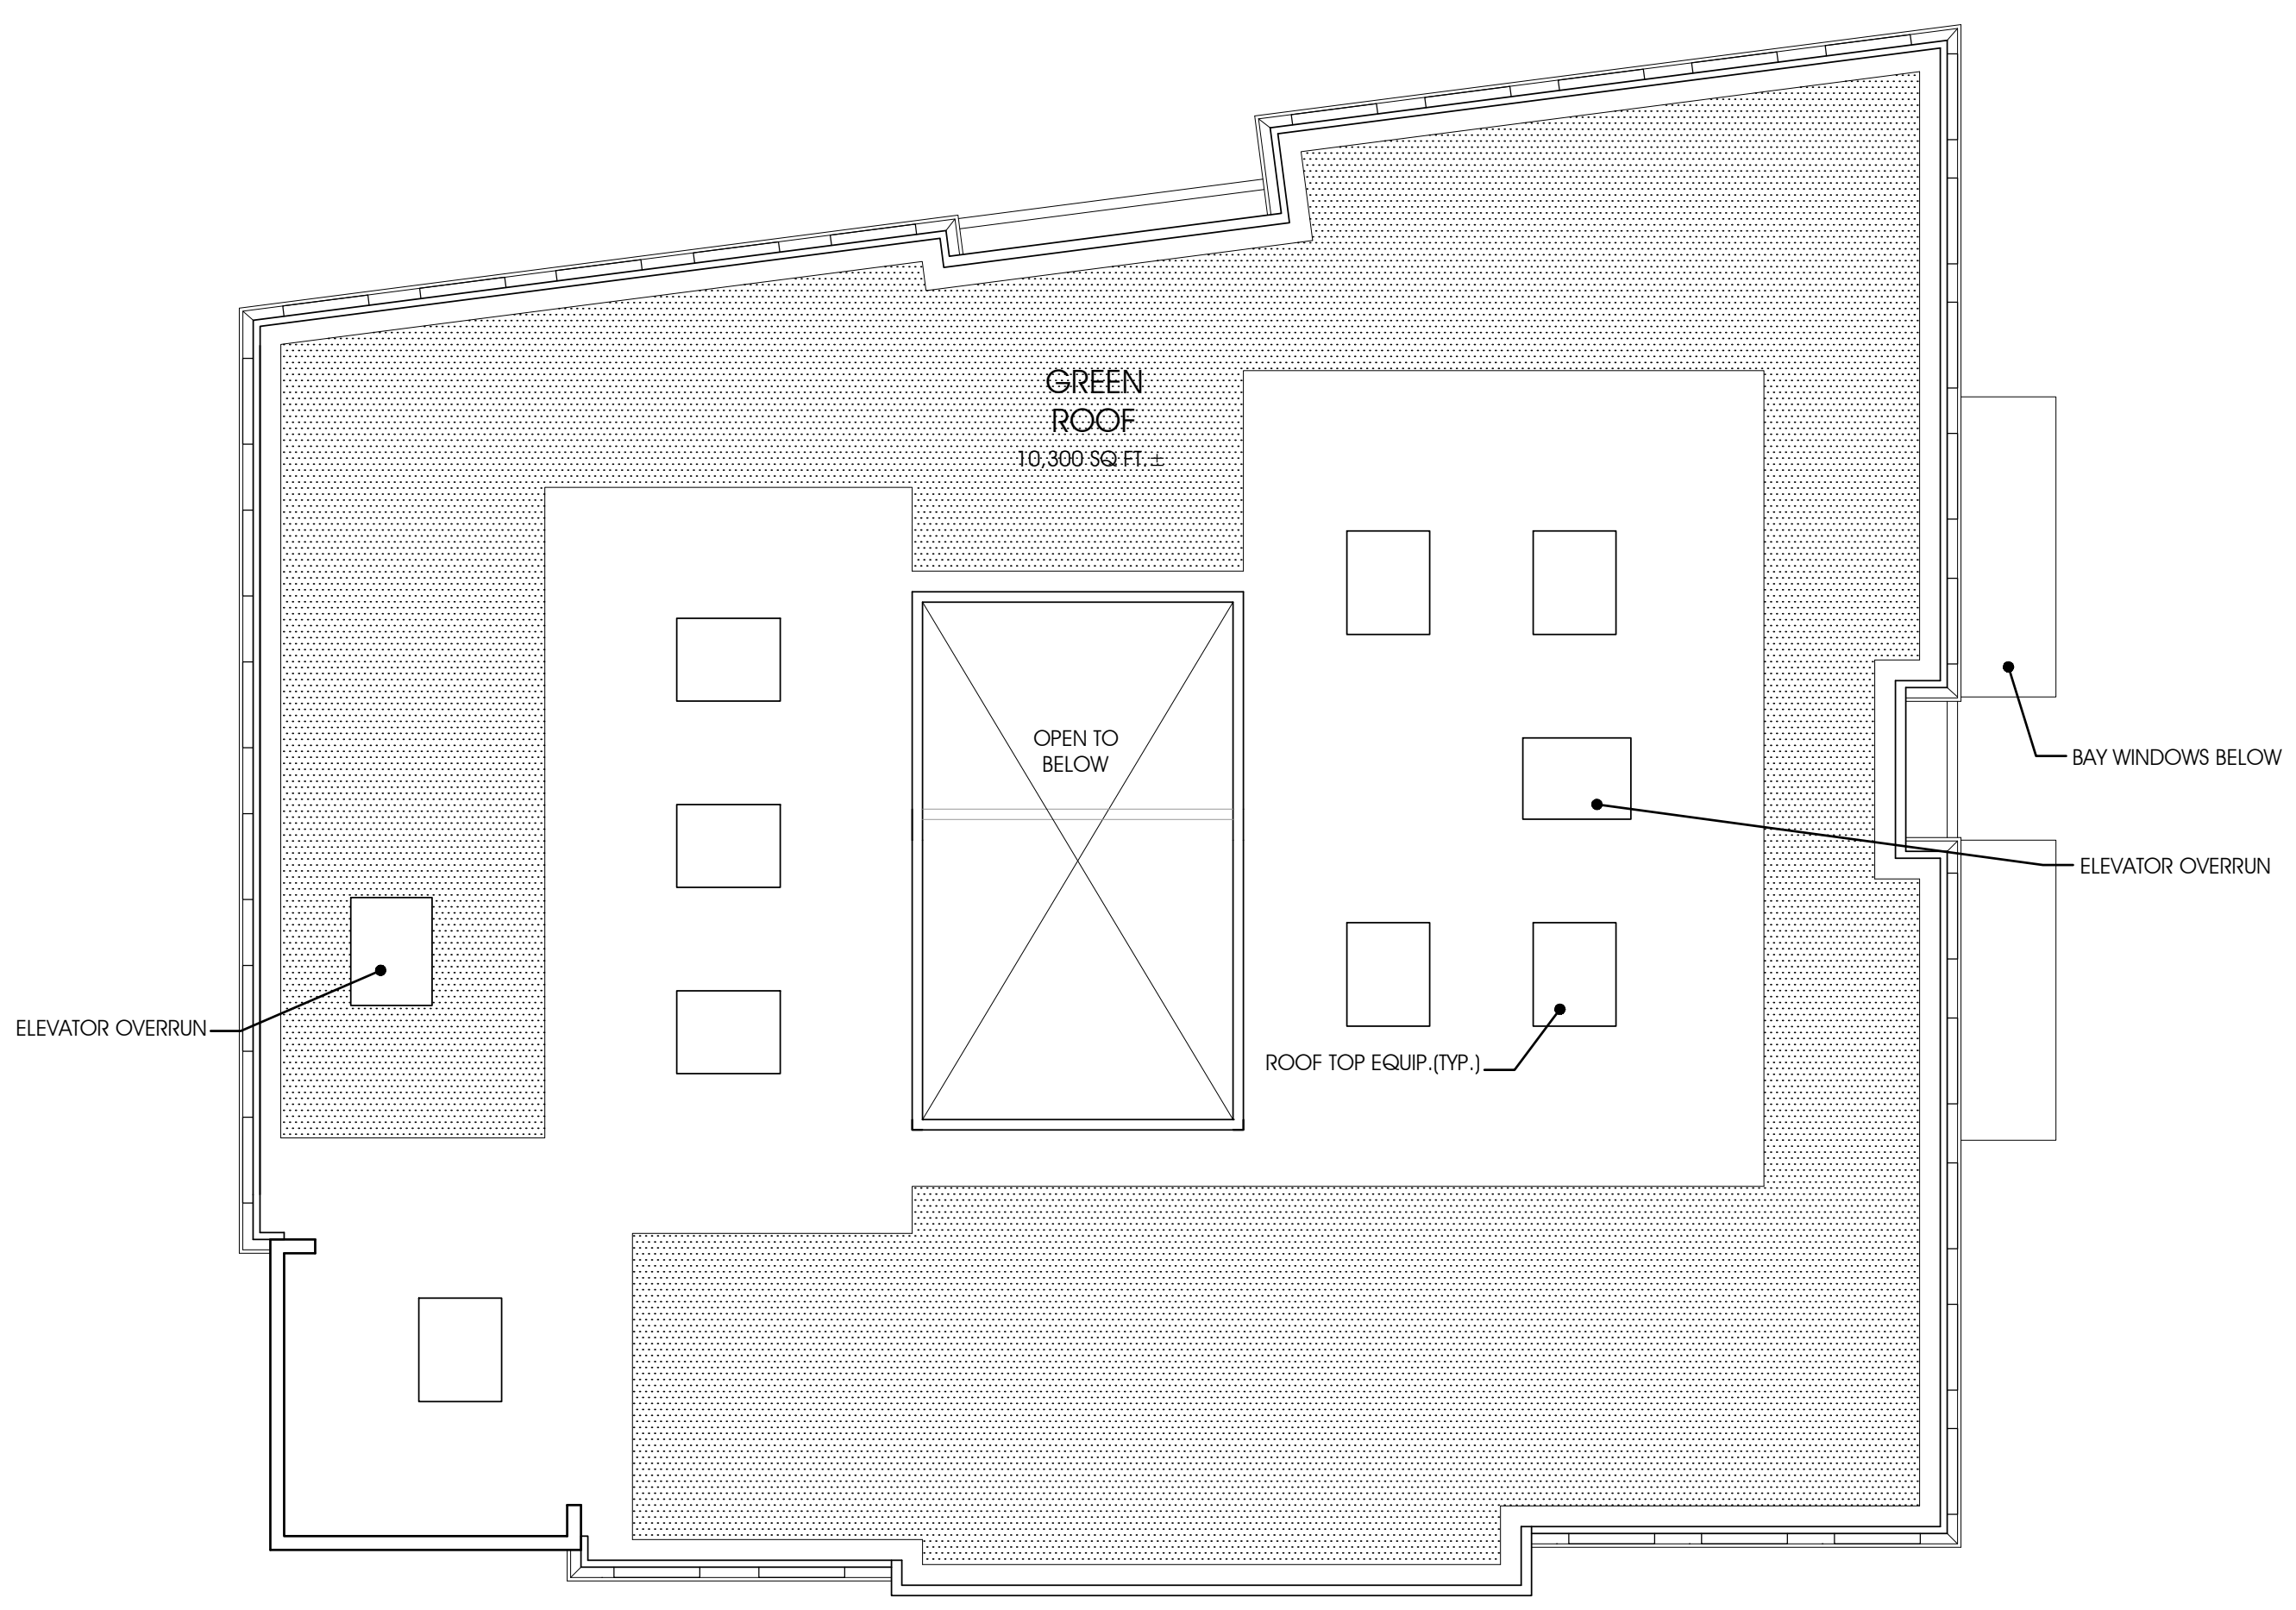 GREEN
ROOF
10,300 SQ FT.±
OPEN TO
BELOW
BAY WINDOWS BELOW
ELEVATOR OVERRUN
ELEVATOR OVERRUN
ROOF TOP EQUIP.(TYP.)